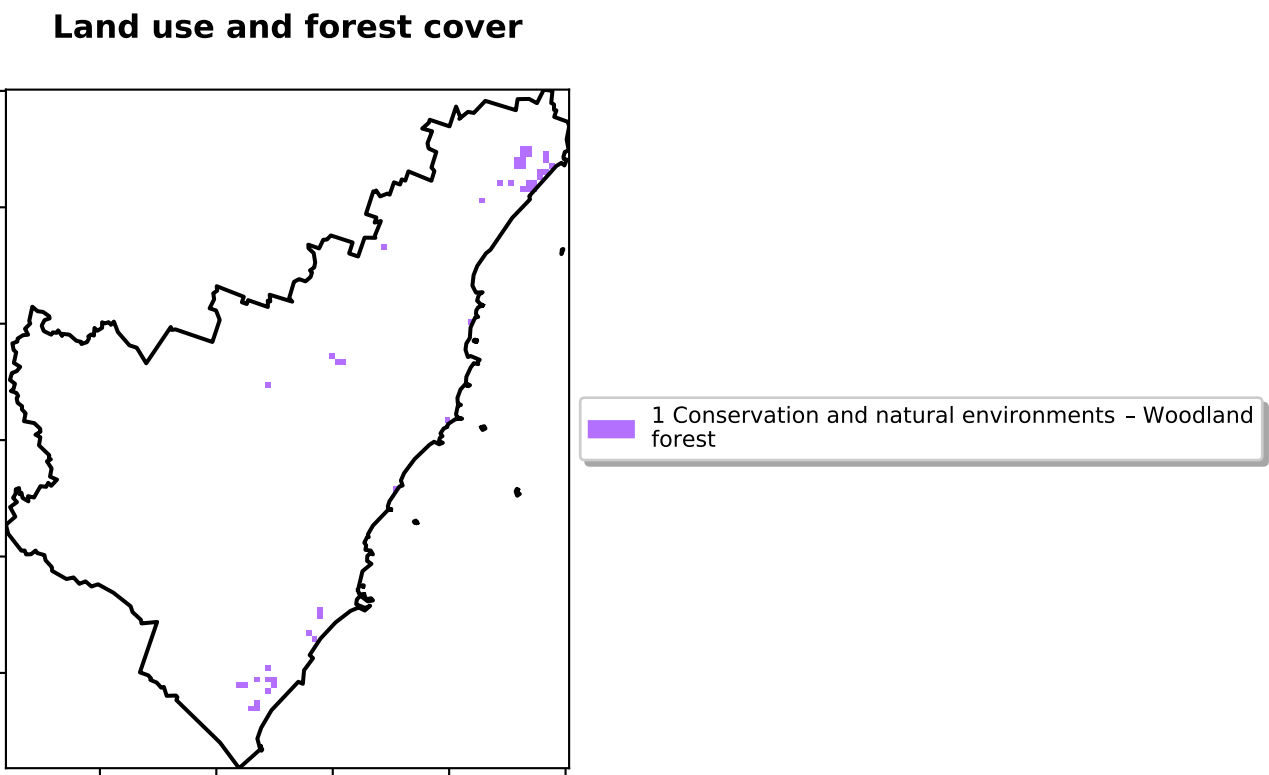 Land use and forest cover
1 Conservation and natural environments – Woodland
forest